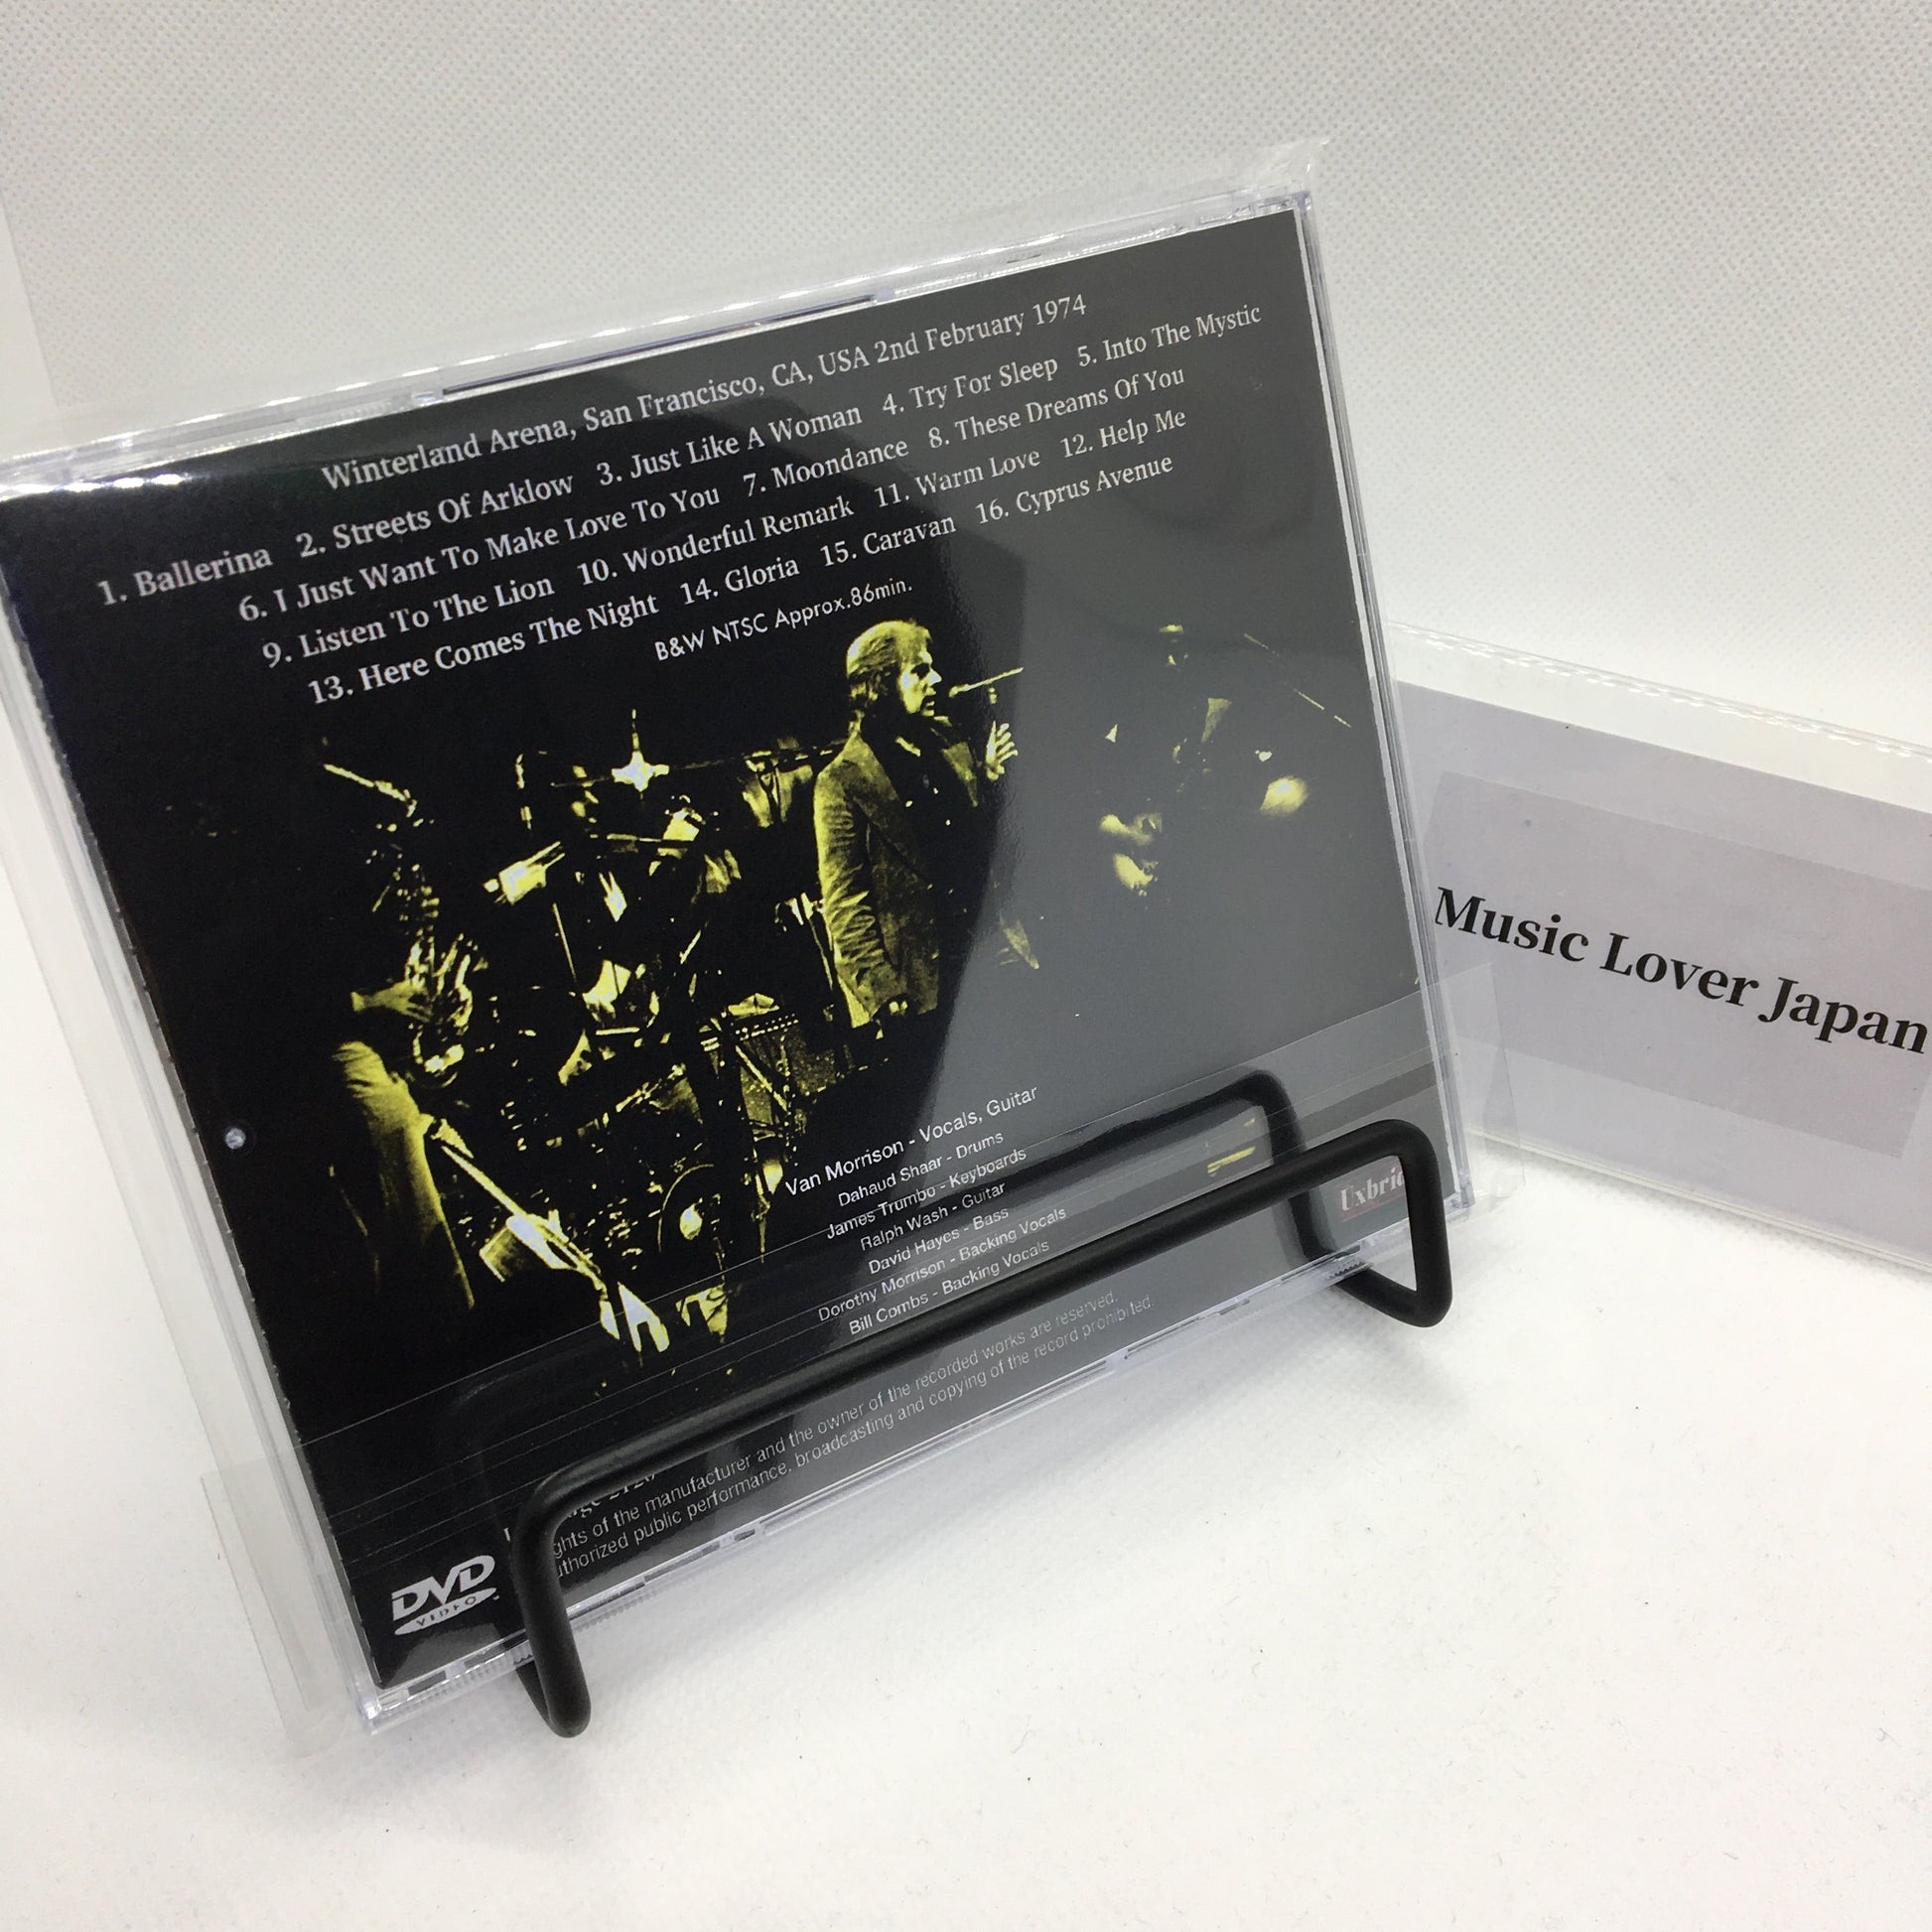 Winterland Arena, San Francisco, CA, USA 2nd February 1974
1. Ballerina 2. Streets Of Arklow 3. Just Like A Woman 4. Try For Sleep 5. Into The Mystic
6. I Just Want To Make Love To You 7. Moondance 8. These Dreams Of You
9. Listen To The Lion 10. Wonderful Remark 11. Warm Love 12. Help Me
13. Here Comes The Night 14. Gloria 15. Caravan 16. Cyprus Avenue
B&W NTSC Approx.86min.
Van Morrison - Vocals, Guitar
Dahaud Shaar - Drums
James Trumbo - Keyboards
Ralph Wash - Guitar
David Hayes - Bass
Dorothy Morrison - Backing Vocals
Bill Combs - Backing Vocals
of the manufacturer and the owner of the recorded works are reserved.
public performance, broadcasting and copying of the record prohibited.
DVD
VIDEO
Music Lover Japan